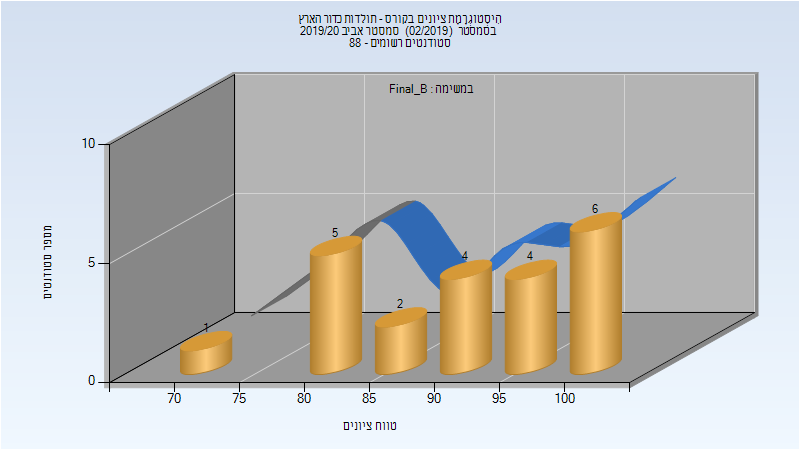 היסטוגרמת ציונים בקורס - תולדות כדור הארץ
בסמסטר (02/2019) סמסטר אביב 2019/20
סטודנטים רשומים - 88
במשימה : Final_B
10
5
0
מספר סטודנטים
1
5
2
4
4
6
70 75 80 85 90 95 100
טווח ציונים